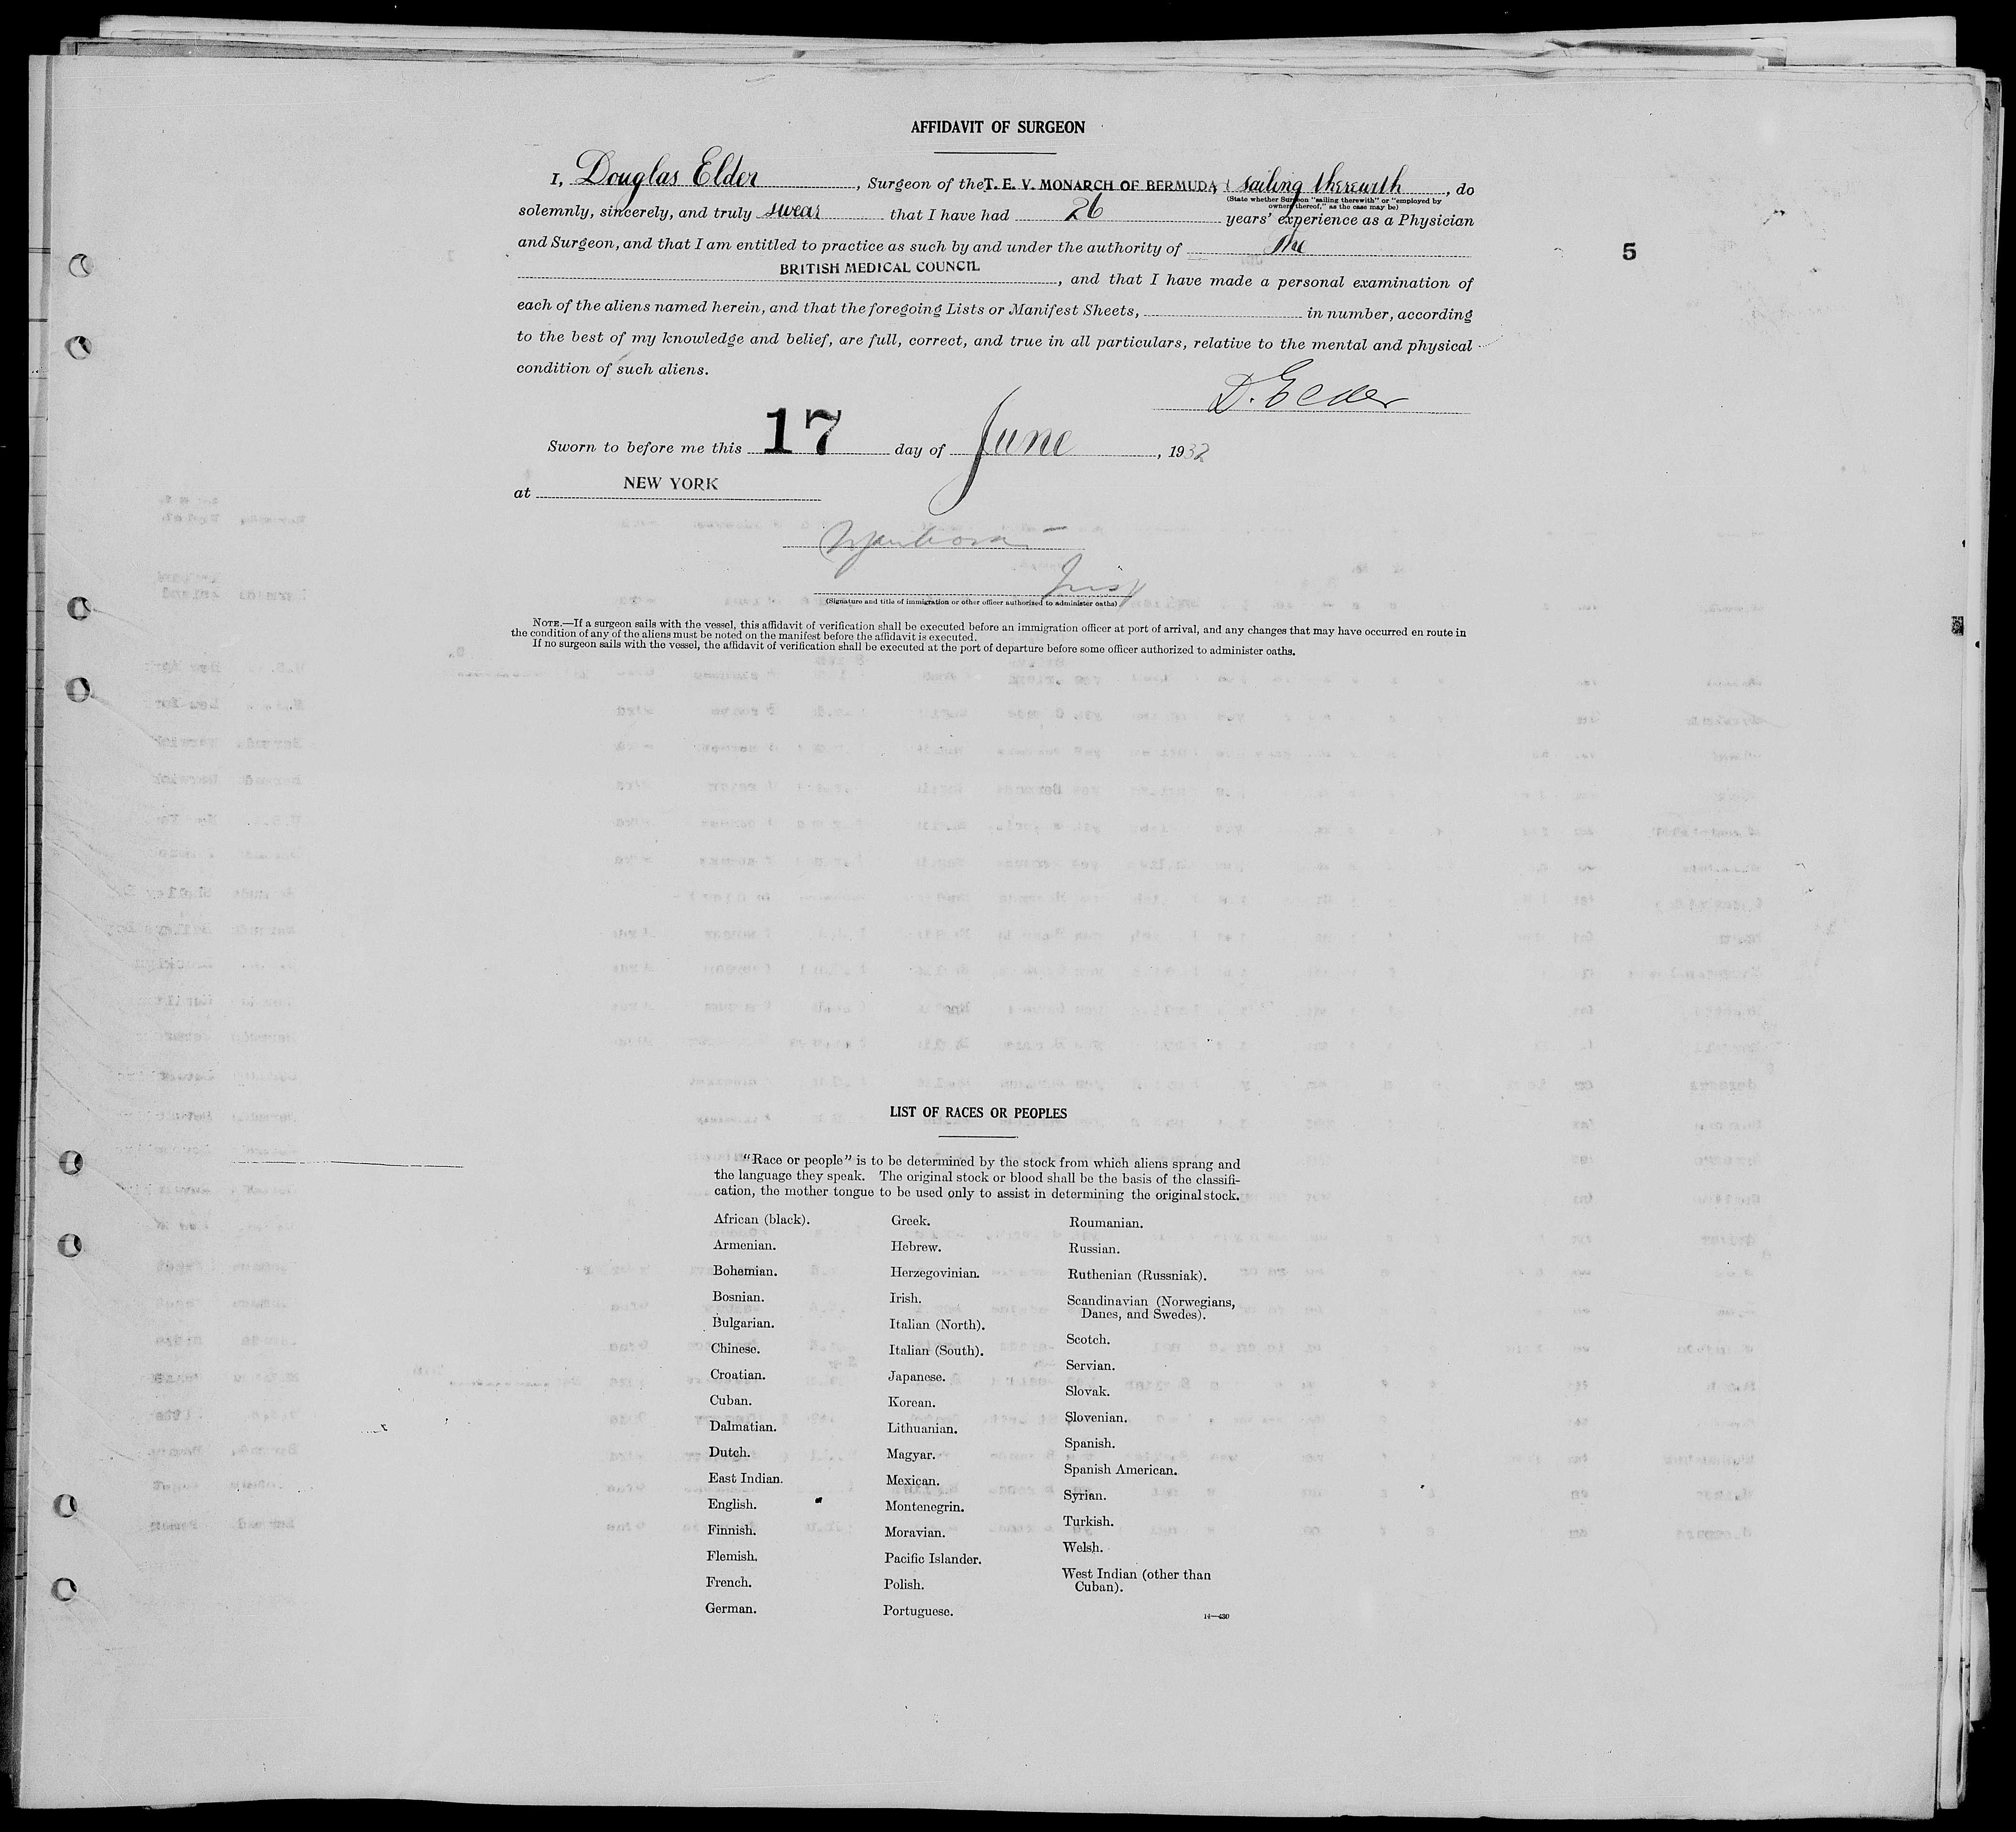 AFFIDAVIT OF SURGEON
I, Douglas Elder, Surgeon of the T. E. V. MONARCH OF BERMUDA, sailing therewith, do
(State whether Surgeon "sailing therewith" or "employed by
owners thereof," as the case may be)
solemnly, sincerely, and truly swear that I have had 26 years' experience as a Physician
and Surgeon, and that I am entitled to practice as such by and under the authority of the
BRITISH MEDICAL COUNCIL, and that I have made a personal examination of
5
each of the aliens named herein, and that the foregoing Lists or Manifest Sheets, in number, according
to the best of my knowledge and belief, are full, correct, and true in all particulars, relative to the mental and physical
condition of such aliens.
D. Elder
Sworn to before me this 17 day of June, 1932
at NEW YORK
Insp
(Signature and title of immigration or other officer authorized to administer oaths)
NOTE.—If a surgeon sails with the vessel, this affidavit of verification shall be executed before an immigration officer at port of arrival, and any changes that may have occurred en route in
the condition of any of the aliens must be noted on the manifest before the affidavit is executed.
If no surgeon sails with the vessel, the affidavit of verification shall be executed at the port of departure before some officer authorized to administer oaths.
LIST OF RACES OR PEOPLES
"Race or people" is to be determined by the stock from which aliens sprang and
the language they speak. The original stock or blood shall be the basis of the classifi-
cation, the mother tongue to be used only to assist in determining the original stock.
African (black).
Armenian.
Bohemian.
Bosnian.
Bulgarian.
Chinese.
Croatian.
Cuban.
Dalmatian.
Dutch.
East Indian.
English.
Finnish.
Flemish.
French.
German.
Greek.
Hebrew.
Herzegovinian.
Irish.
Italian (North).
Italian (South).
Japanese.
Korean.
Lithuanian.
Magyar.
Mexican.
Montenegrin.
Moravian.
Pacific Islander.
Polish.
Portuguese.
Roumanian.
Russian.
Ruthenian (Russniak).
Scandinavian (Norwegians,
Danes, and Swedes).
Scotch.
Servian.
Slovak.
Slovenian.
Spanish.
Spanish American.
Syrian.
Turkish.
Welsh.
West Indian (other than
Cuban).
14—430